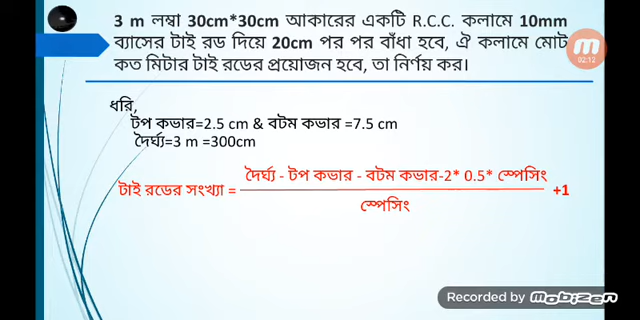 3 m লম্বা 30cm*30cm আকারের একটি R.C.C. কলামে 10mm
ব্যাসের টাই রড দিয়ে 20cm পর পর বাঁধা হবে, ঐ কলামে মোট
কত মিটার টাই রডের প্রয়োজন হবে, তা নির্ণয় কর।
02:12
ধরি,
টপ কভার=2.5 cm & বটম কভার =7.5 cm
দৈর্ঘ্য=3 m =300cm
টাই রডের সংখ্যা = দৈর্ঘ্য - টপ কভার - বটম কভার-2* 0.5* স্পেসিং +1
স্পেসিং
Recorded by mobizen